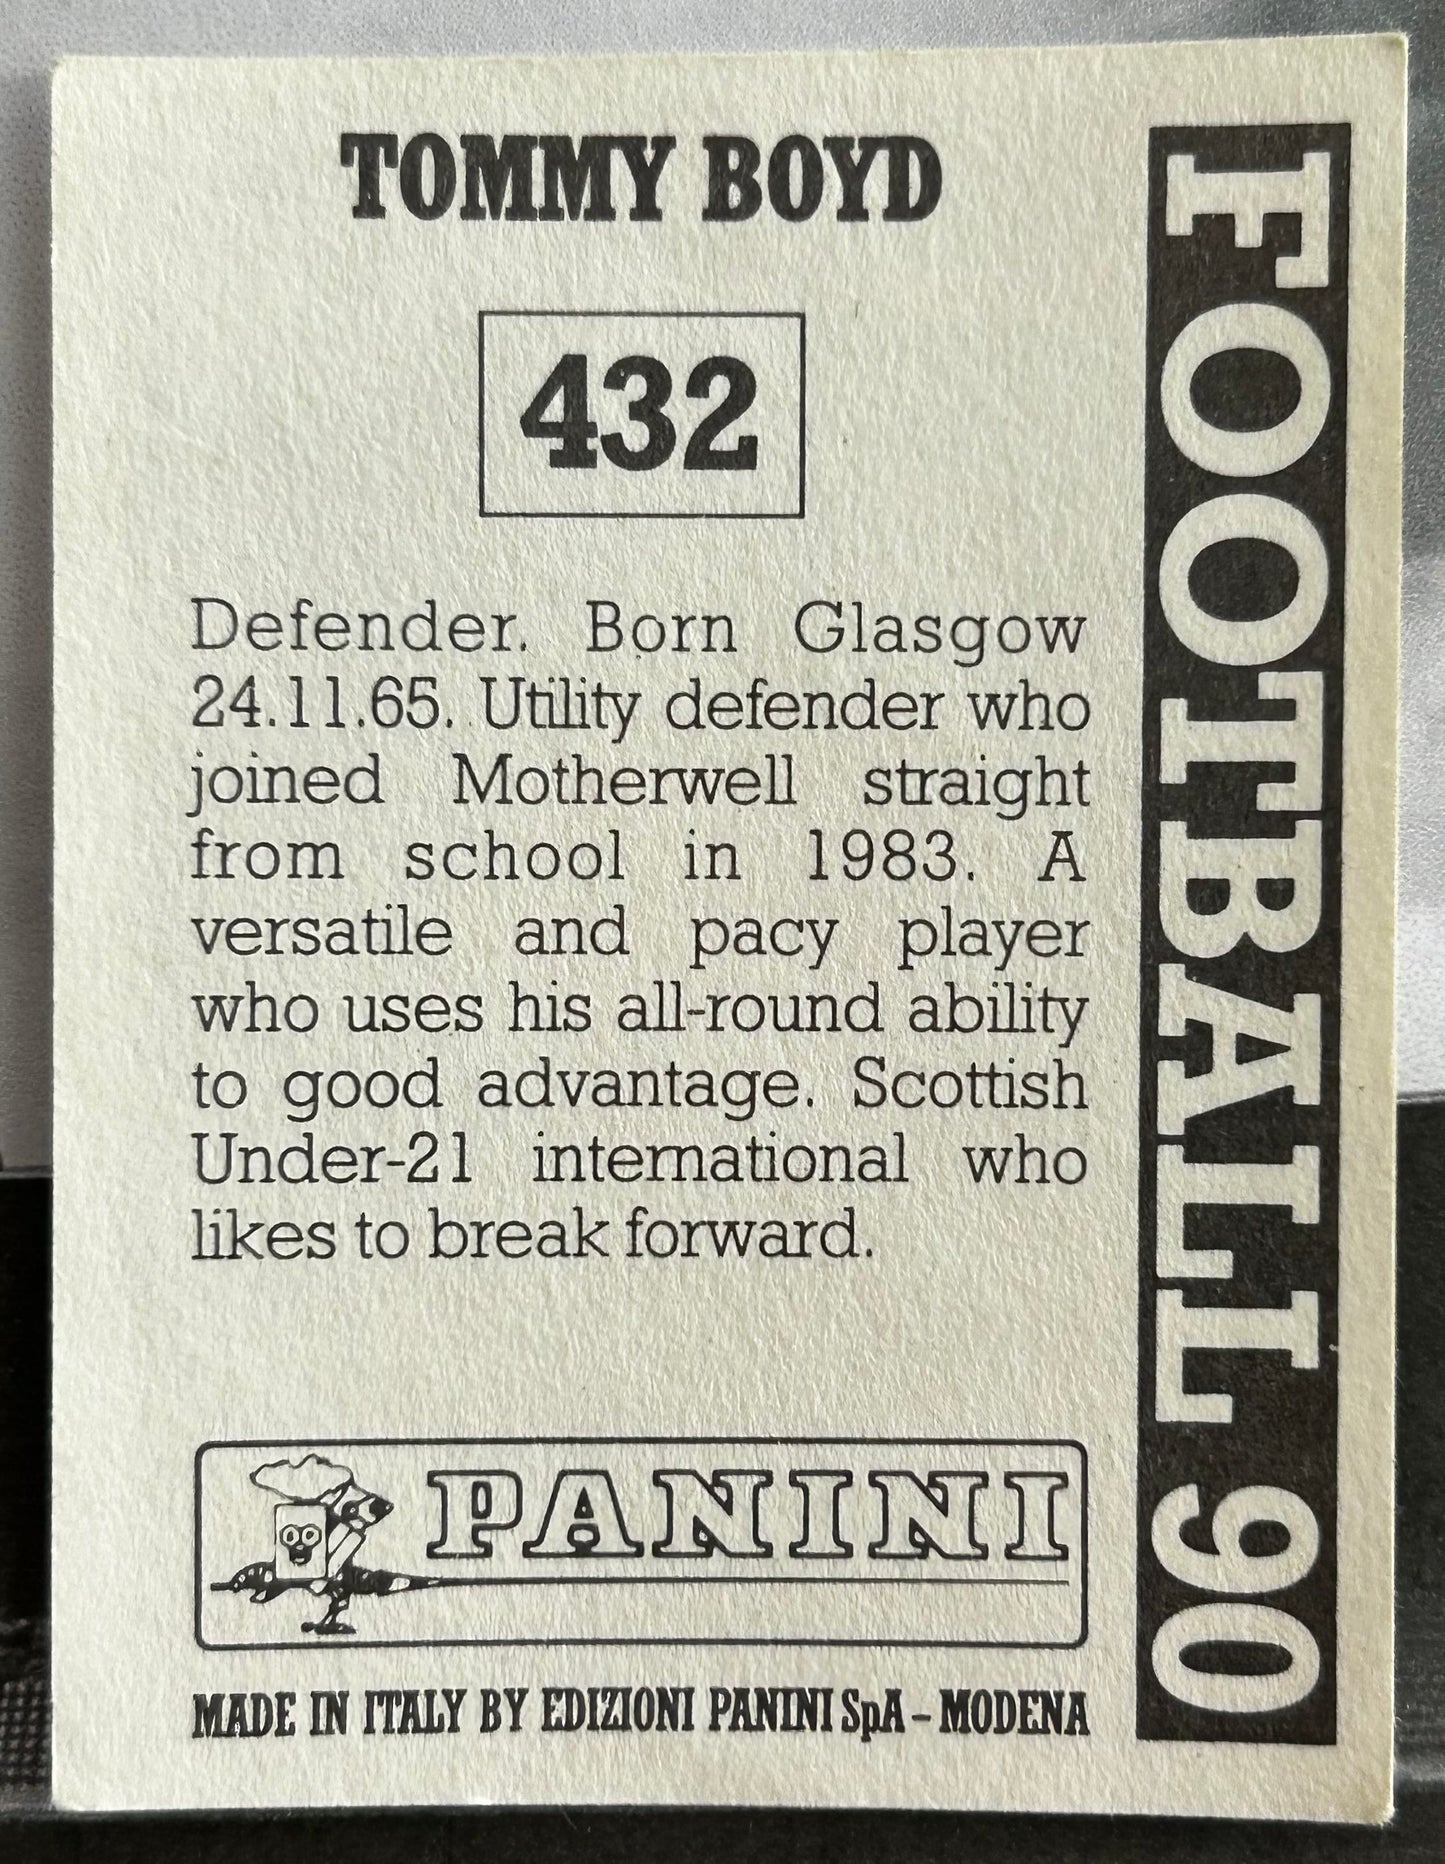 TOMMY BOYD
432
Defender. Born Glasgow
24.11.65. Utility defender who
joined Motherwell straight
from school in 1983. A
versatile and pacy player
who uses his all-round ability
to good advantage. Scottish
Under-21 international who
likes to break forward.
PANINI
MADE IN ITALY BY EDIZIONI PANINI SpA - MODENA
FOOTBALL 90